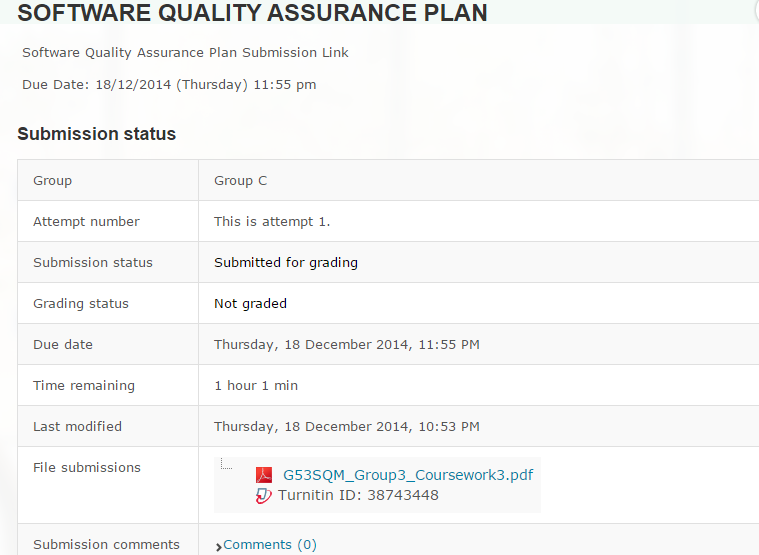 SOFTWARE QUALITY ASSURANCE PLAN
Software Quality Assurance Plan Submission Link
Due Date: 18/12/2014 (Thursday) 11:55 pm
Submission status
Group Group C
Attempt number This is attempt 1.
Submission status Submitted for grading
Grading status Not graded
Due date Thursday, 18 December 2014, 11:55 PM
Time remaining 1 hour 1 min
Last modified Thursday, 18 December 2014, 10:53 PM
File submissions G53SQM_Group3_Coursework3.pdf
Turnitin ID: 38743448
Submission comments Comments (0)